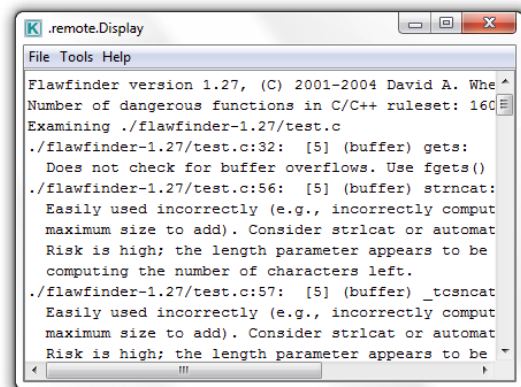 K .remote.Display
File Tools Help
Flawfinder version 1.27, (C) 2001-2004 David A. Whe
Number of dangerous functions in C/C++ ruleset: 160
Examining ./flawfinder-1.27/test.c
./flawfinder-1.27/test.c:32:  [5] (buffer) gets:
  Does not check for buffer overflows. Use fgets()
./flawfinder-1.27/test.c:56:  [5] (buffer) strncat:
  Easily used incorrectly (e.g., incorrectly comput
  maximum size to add). Consider strlcat or automat
  Risk is high; the length parameter appears to be
  computing the number of characters left.
./flawfinder-1.27/test.c:57:  [5] (buffer) _tcsncat
  Easily used incorrectly (e.g., incorrectly comput
  maximum size to add). Consider strlcat or automat
  Risk is high; the length parameter appears to be